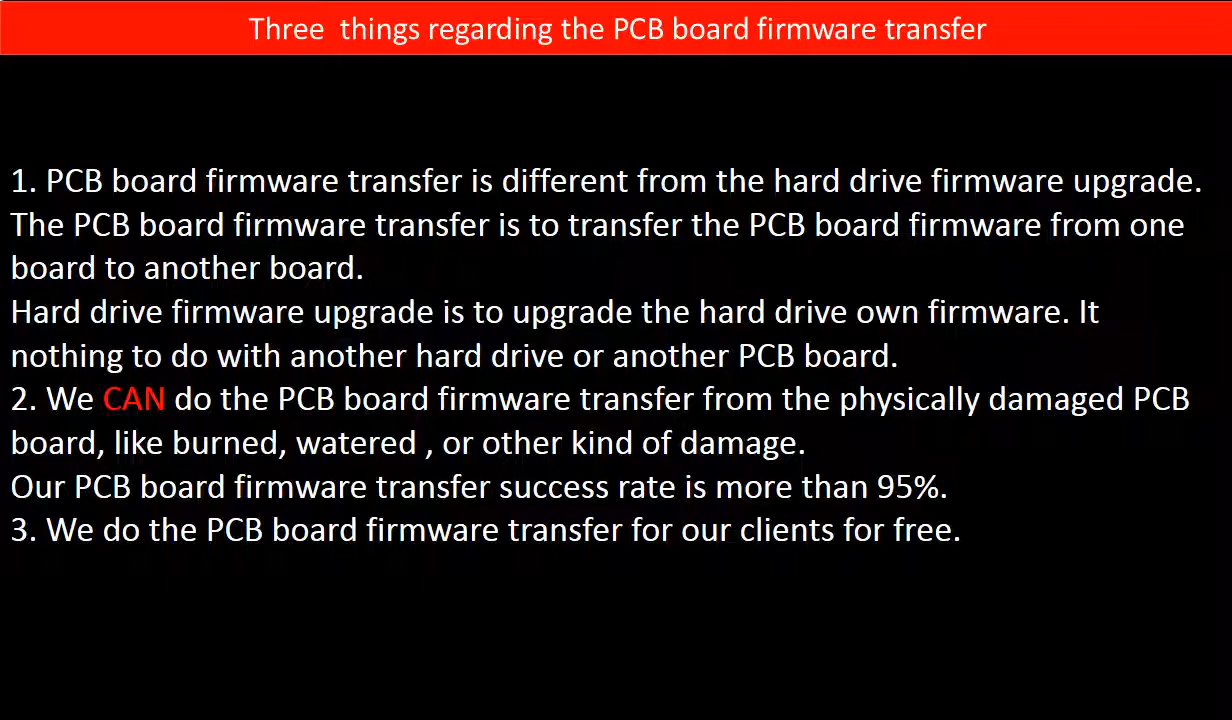 Three  things regarding the PCB board firmware transfer
1. PCB board firmware transfer is different from the hard drive firmware upgrade.
The PCB board firmware transfer is to transfer the PCB board firmware from one
board to another board.
Hard drive firmware upgrade is to upgrade the hard drive own firmware. It
nothing to do with another hard drive or another PCB board.
2. We CAN do the PCB board firmware transfer from the physically damaged PCB
board, like burned, watered , or other kind of damage.
Our PCB board firmware transfer success rate is more than 95%.
3. We do the PCB board firmware transfer for our clients for free.